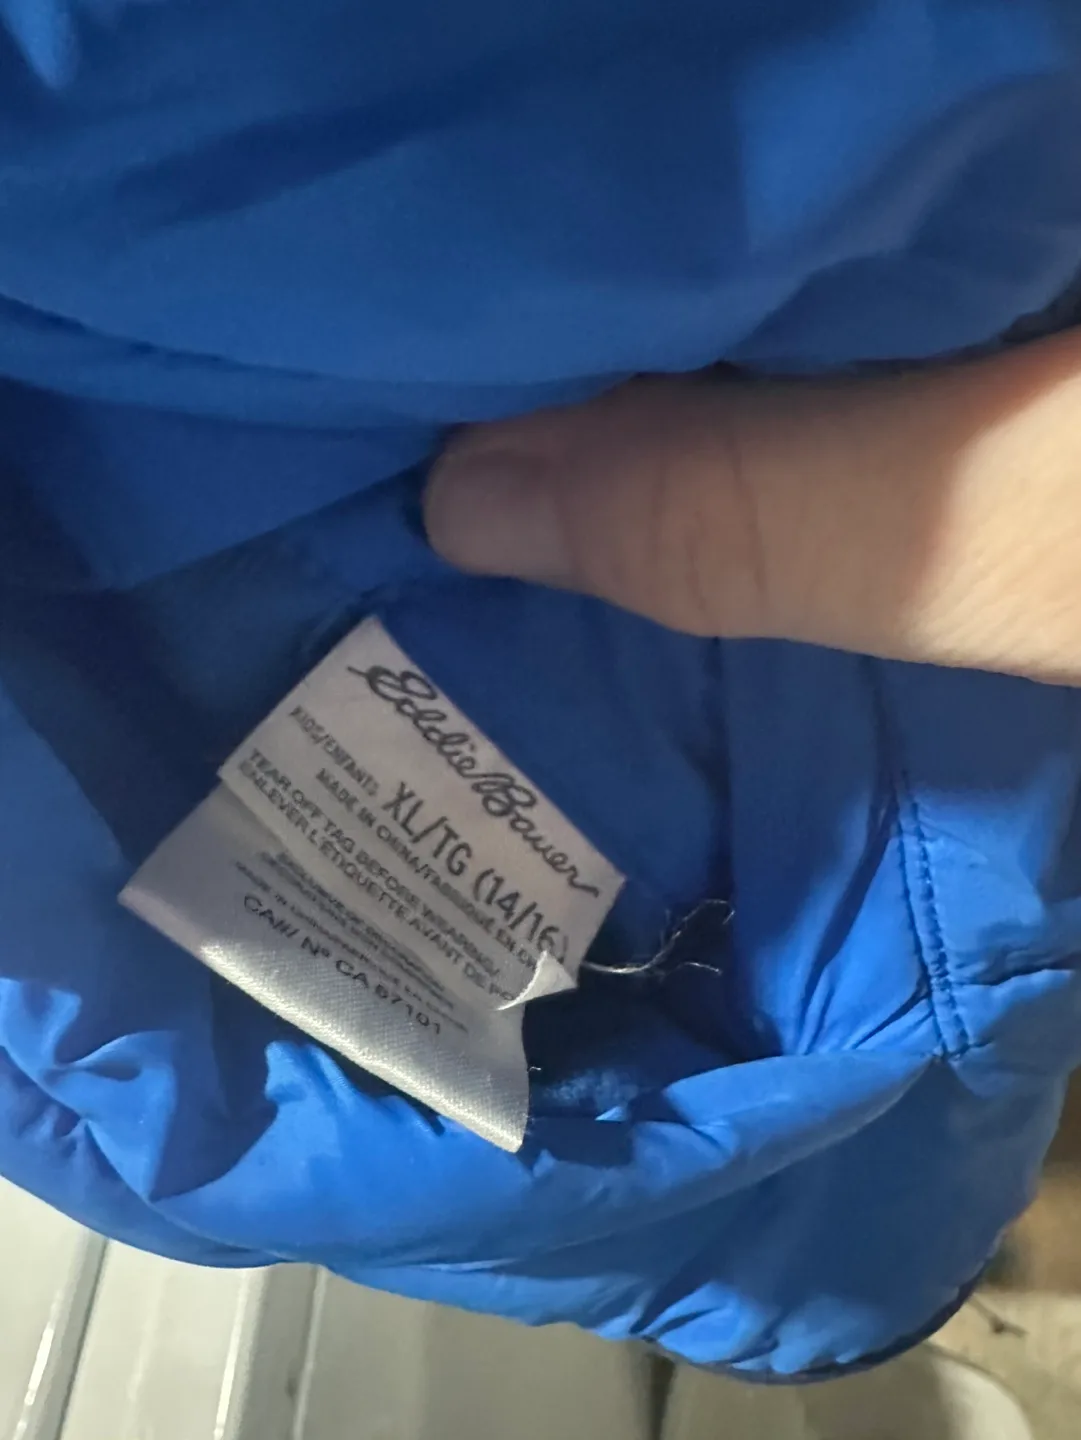 Eddie Bauer
KIDS/ENFANTS XL/TG (14/16)
MADE IN CHINA/FABRIQUÉ EN
TEAR OFF TAG BEFORE WEARING/
ENLEVER L'ÉTIQUETTE AVANT DE
CA### Nº CA 67101